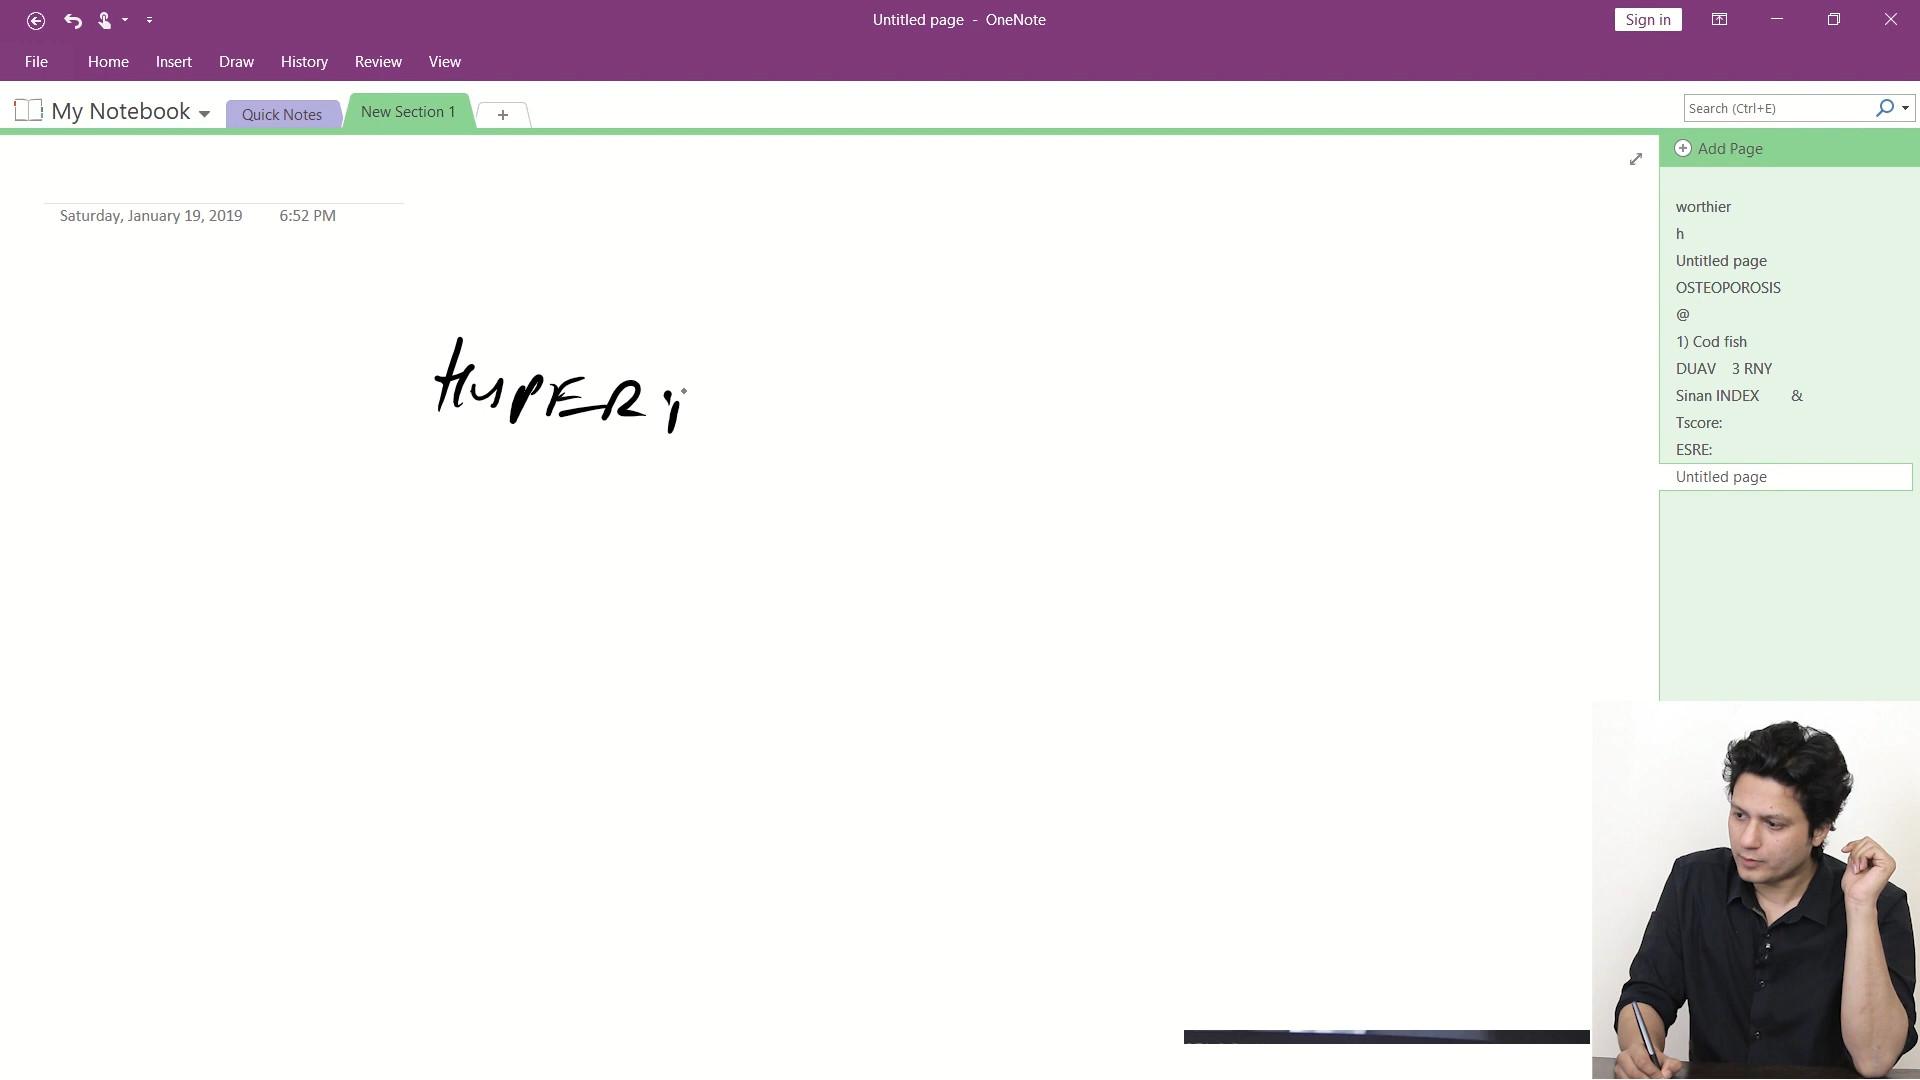 Untitled page - OneNote
Sign in
File Home Insert Draw History Review View
My Notebook
Quick Notes
New Section 1
+
Search (Ctrl+E)
Add Page
Saturday, January 19, 2019 6:52 PM
worthier
h
Untitled page
OSTEOPOROSIS
@
1) Cod fish
DUAV 3 RNY
Sinan INDEX &
Tscore:
ESRE:
Untitled page
HYPER